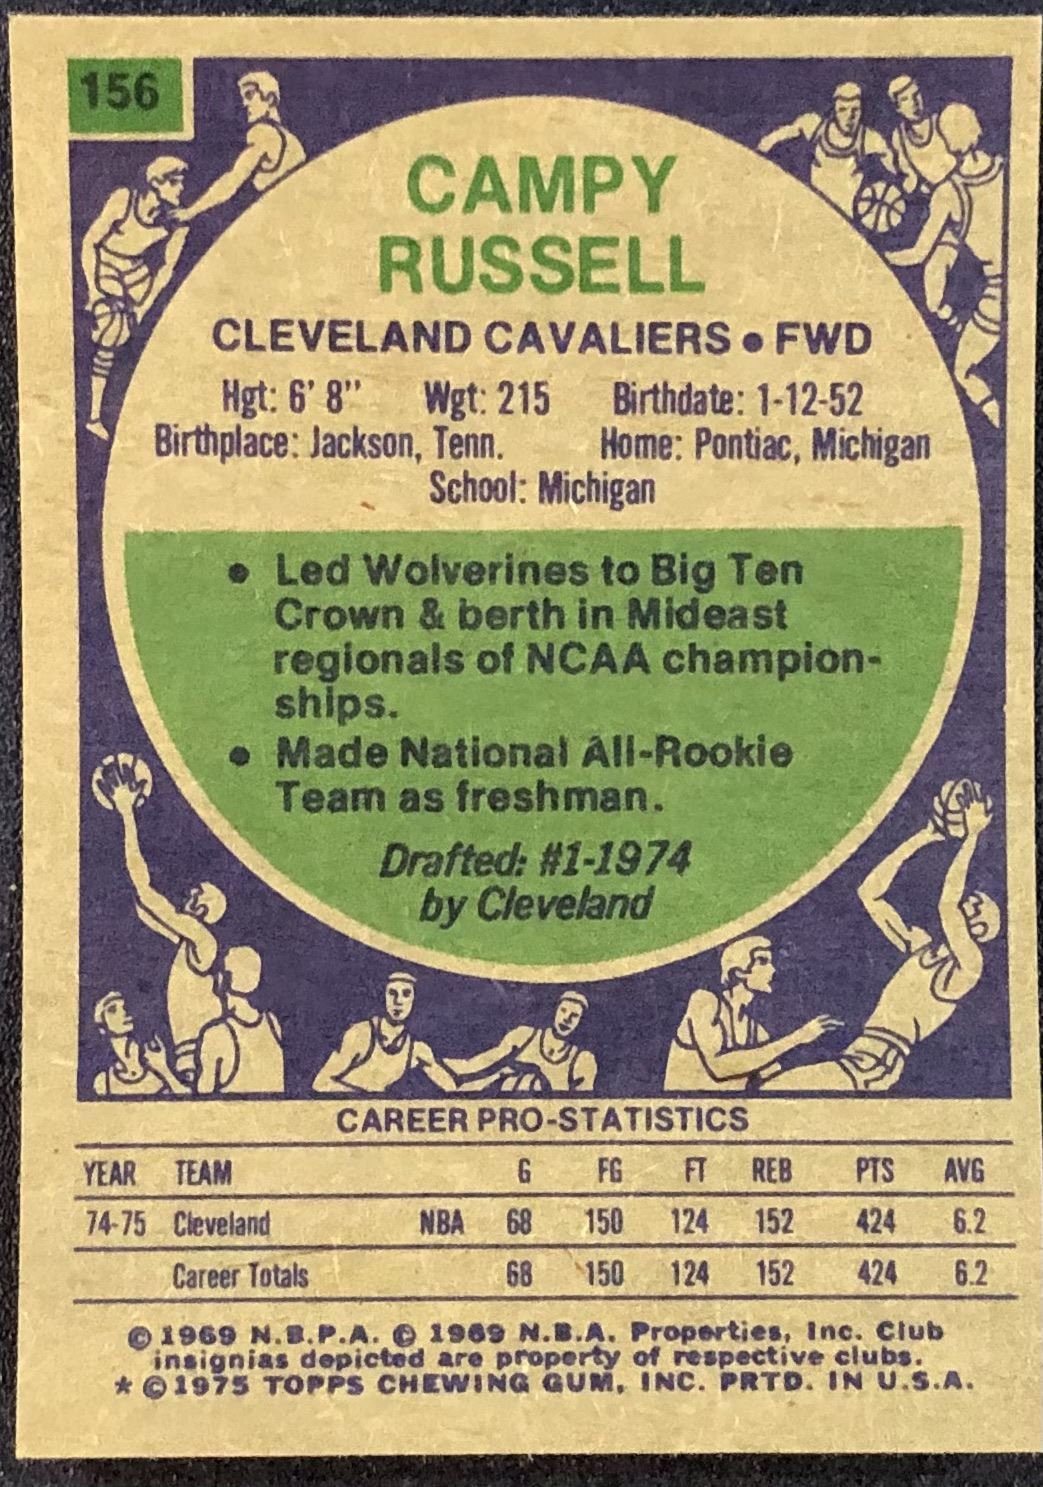 156
CAMPY
RUSSELL
CLEVELAND CAVALIERS • FWD
Hgt: 6' 8" Wgt: 215 Birthdate: 1-12-52
Birthplace: Jackson, Tenn. Home: Pontiac, Michigan
School: Michigan
• Led Wolverines to Big Ten
Crown & berth in Mideast
regionals of NCAA champion-
ships.
• Made National All-Rookie
Team as freshman.
Drafted: #1-1974
by Cleveland
CAREER PRO-STATISTICS
YEAR TEAM G FG FT REB PTS AVG
74-75 Cleveland NBA 68 150 124 152 424 6.2
Career Totals 68 150 124 152 424 6.2
© 1969 N.B.P.A. © 1969 N.B.A. Properties, Inc. Club
insignias depicted are property of respective clubs.
* © 1975 TOPPS CHEWING GUM, INC. PRTD. IN U.S.A.